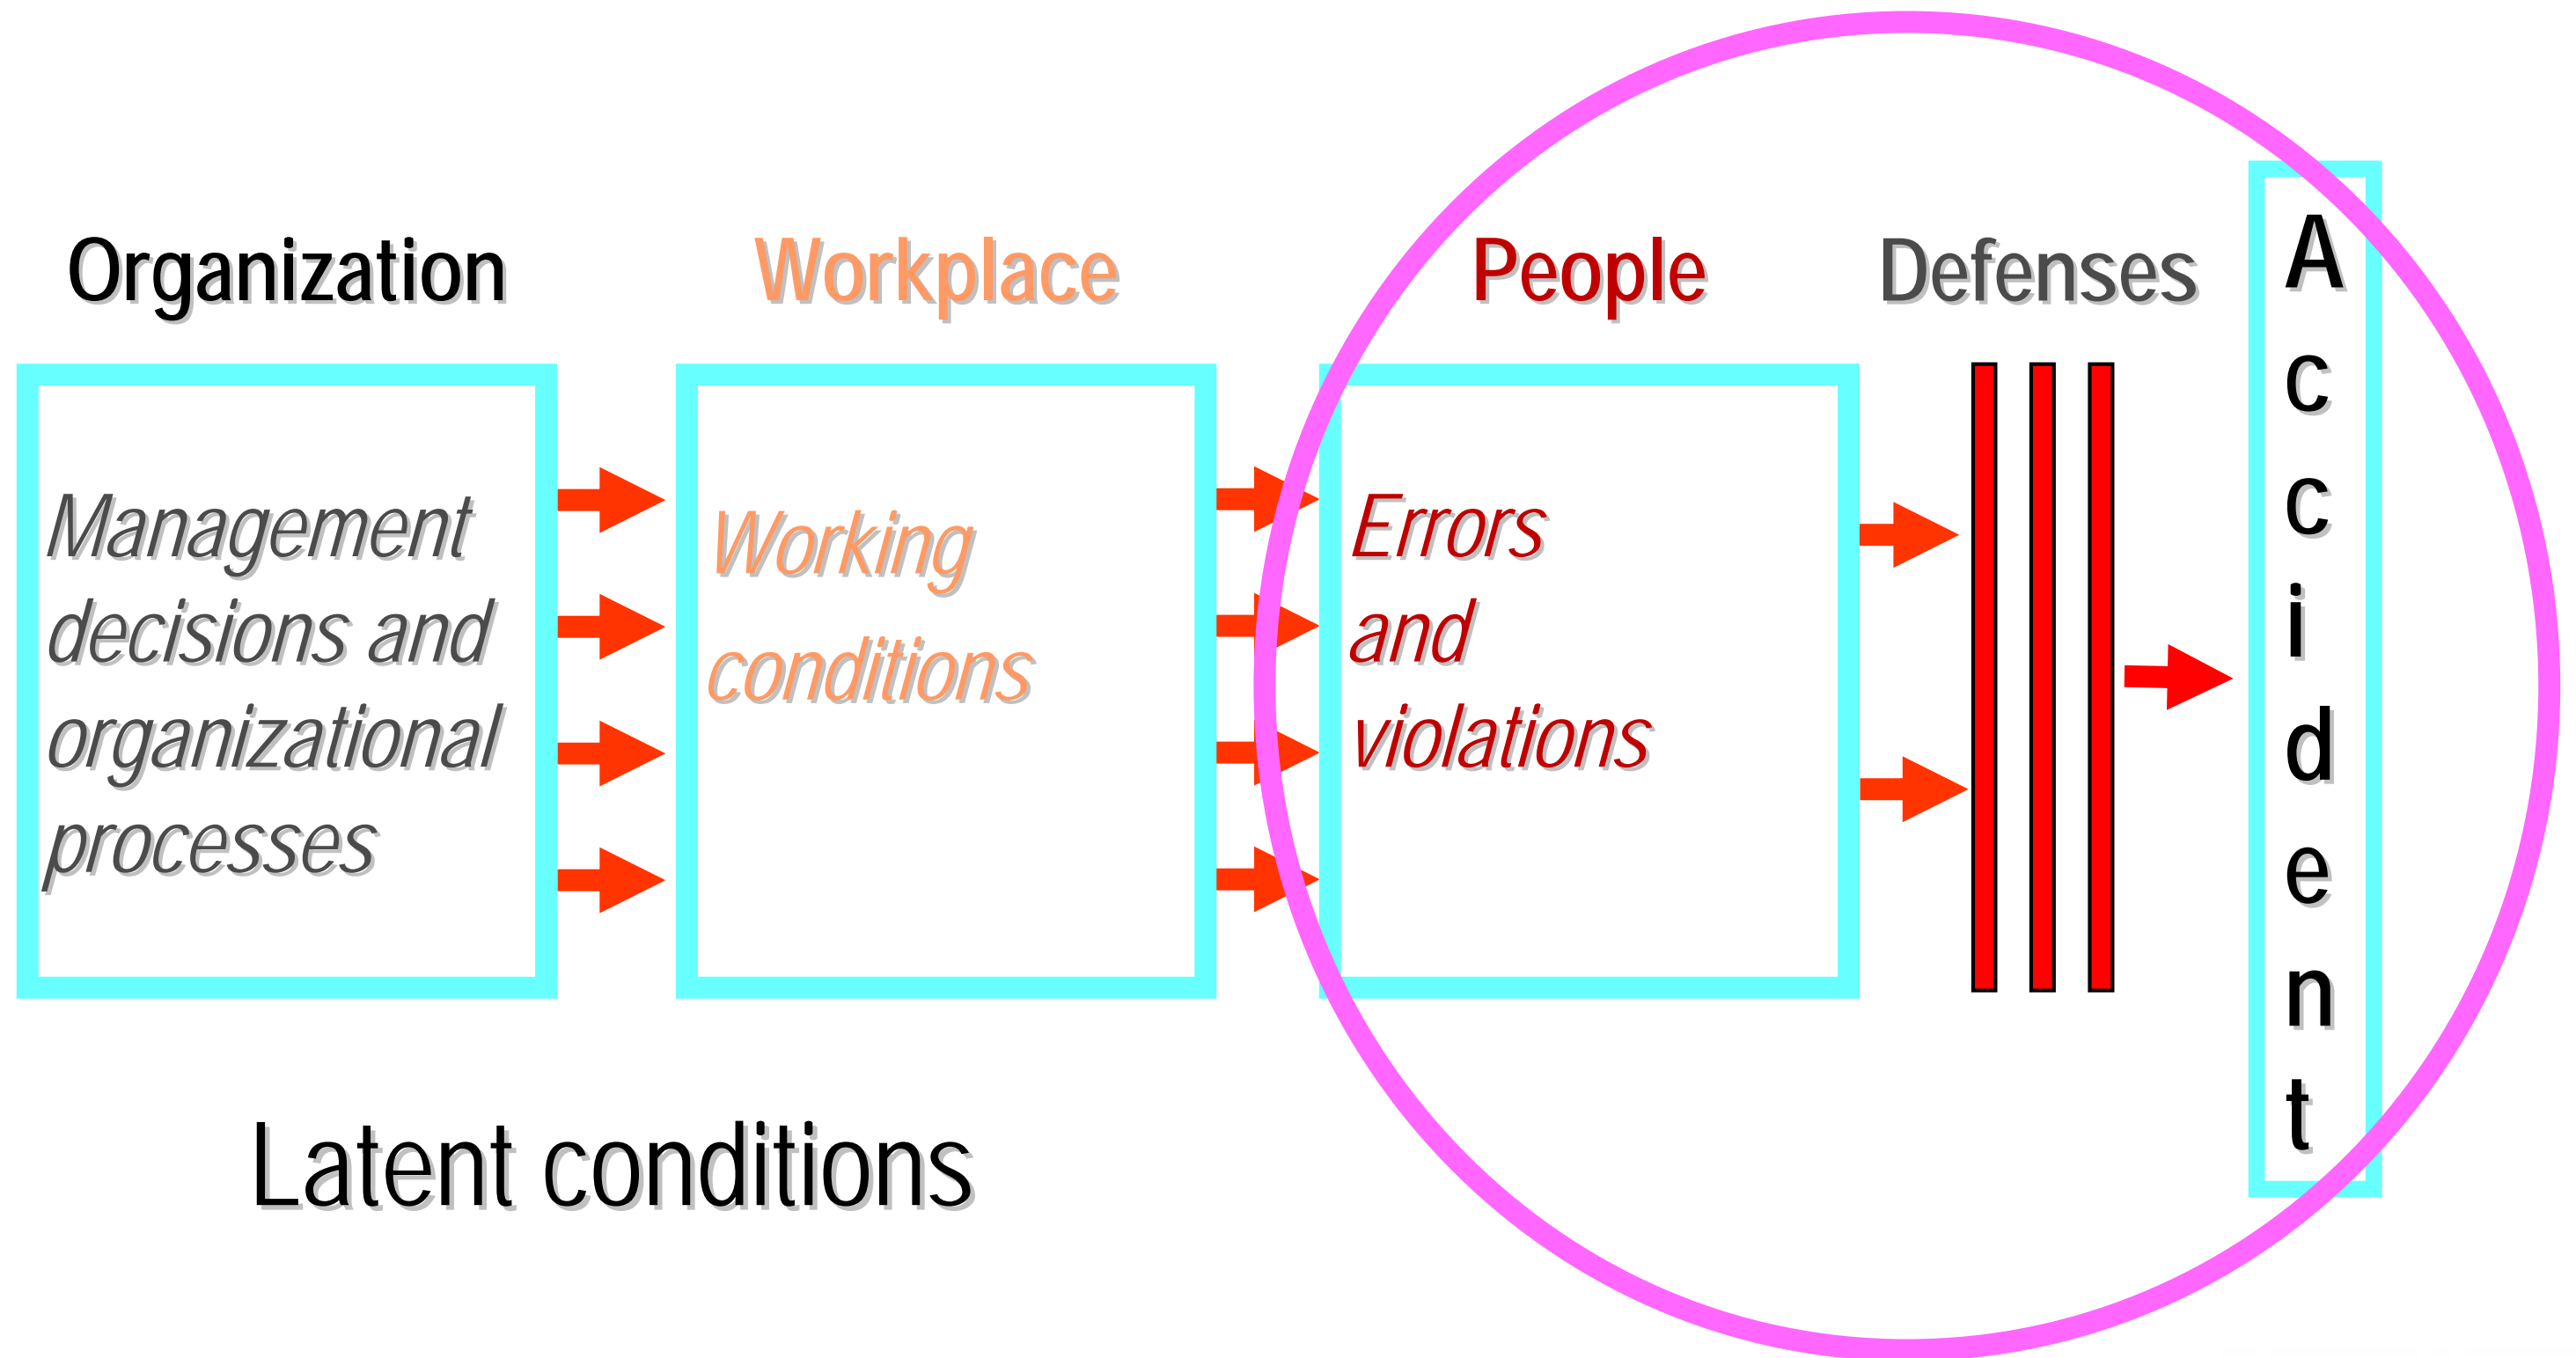 Organization
Workplace
People
Defenses
Management
decisions and
organizational
processes
Working
conditions
Errors
and
violations
A
c
c
i
d
e
n
t
Latent conditions